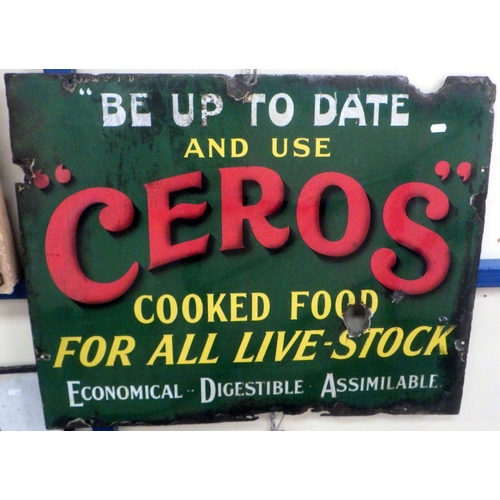 "BE UP TO DATE
AND USE
"CEROS"
COOKED FOOD
FOR ALL LIVE-STOCK
ECONOMICAL·· DIGESTIBLE· ASSIMILABLE.